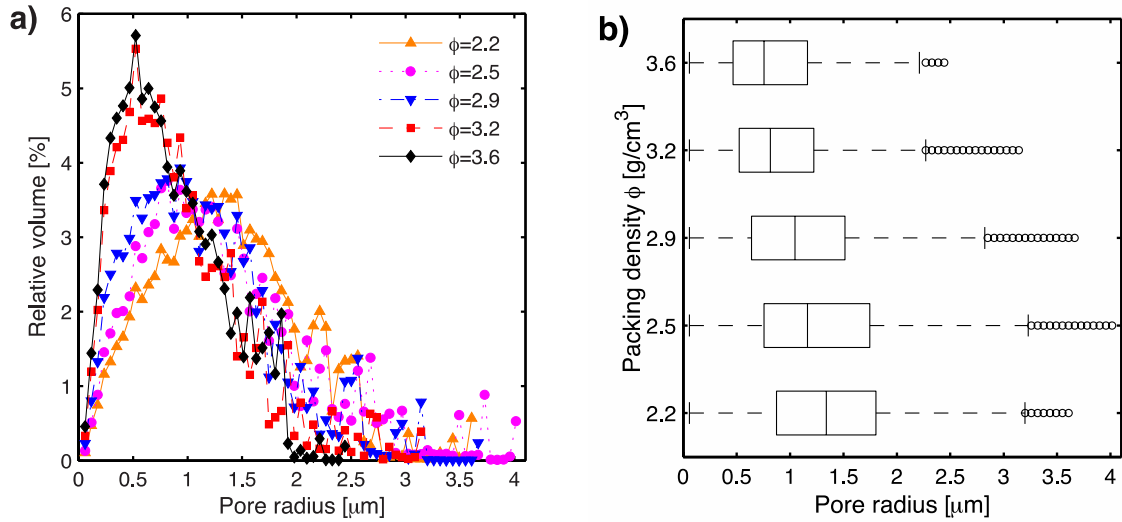 a)
6
5
4
3
2
1
0
Relative volume [%]
0 0.5 1 1.5 2 2.5 3 3.5 4
Pore radius [μm]
ϕ=2.2
ϕ=2.5
ϕ=2.9
ϕ=3.2
ϕ=3.6
b)
3.6
3.2
2.9
2.5
2.2
Packing density ϕ [g/cm³]
0 0.5 1 1.5 2 2.5 3 3.5 4
Pore radius [μm]